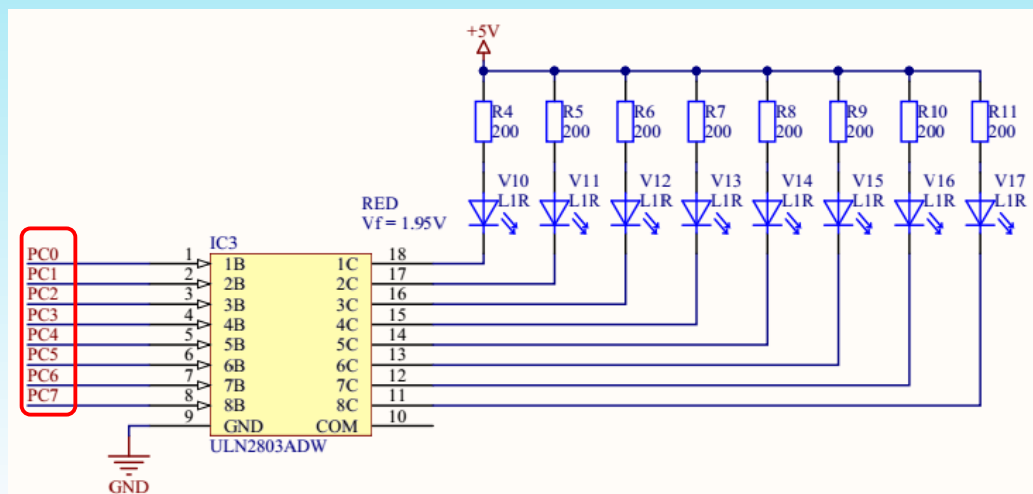 +5V
R4 R5 R6 R7 R8 R9 R10 R11
200 200 200 200 200 200 200 200
V10 V11 V12 V13 V14 V15 V16 V17
L1R L1R L1R L1R L1R L1R L1R L1R
RED
Vf = 1.95V
IC3
PC0 1 1B 1C 18
PC1 2 2B 2C 17
PC2 3 3B 3C 16
PC3 4 4B 4C 15
PC4 5 5B 5C 14
PC5 6 6B 6C 13
PC6 7 7B 7C 12
PC7 8 8B 8C 11
9 GND COM 10
ULN2803ADW
GND